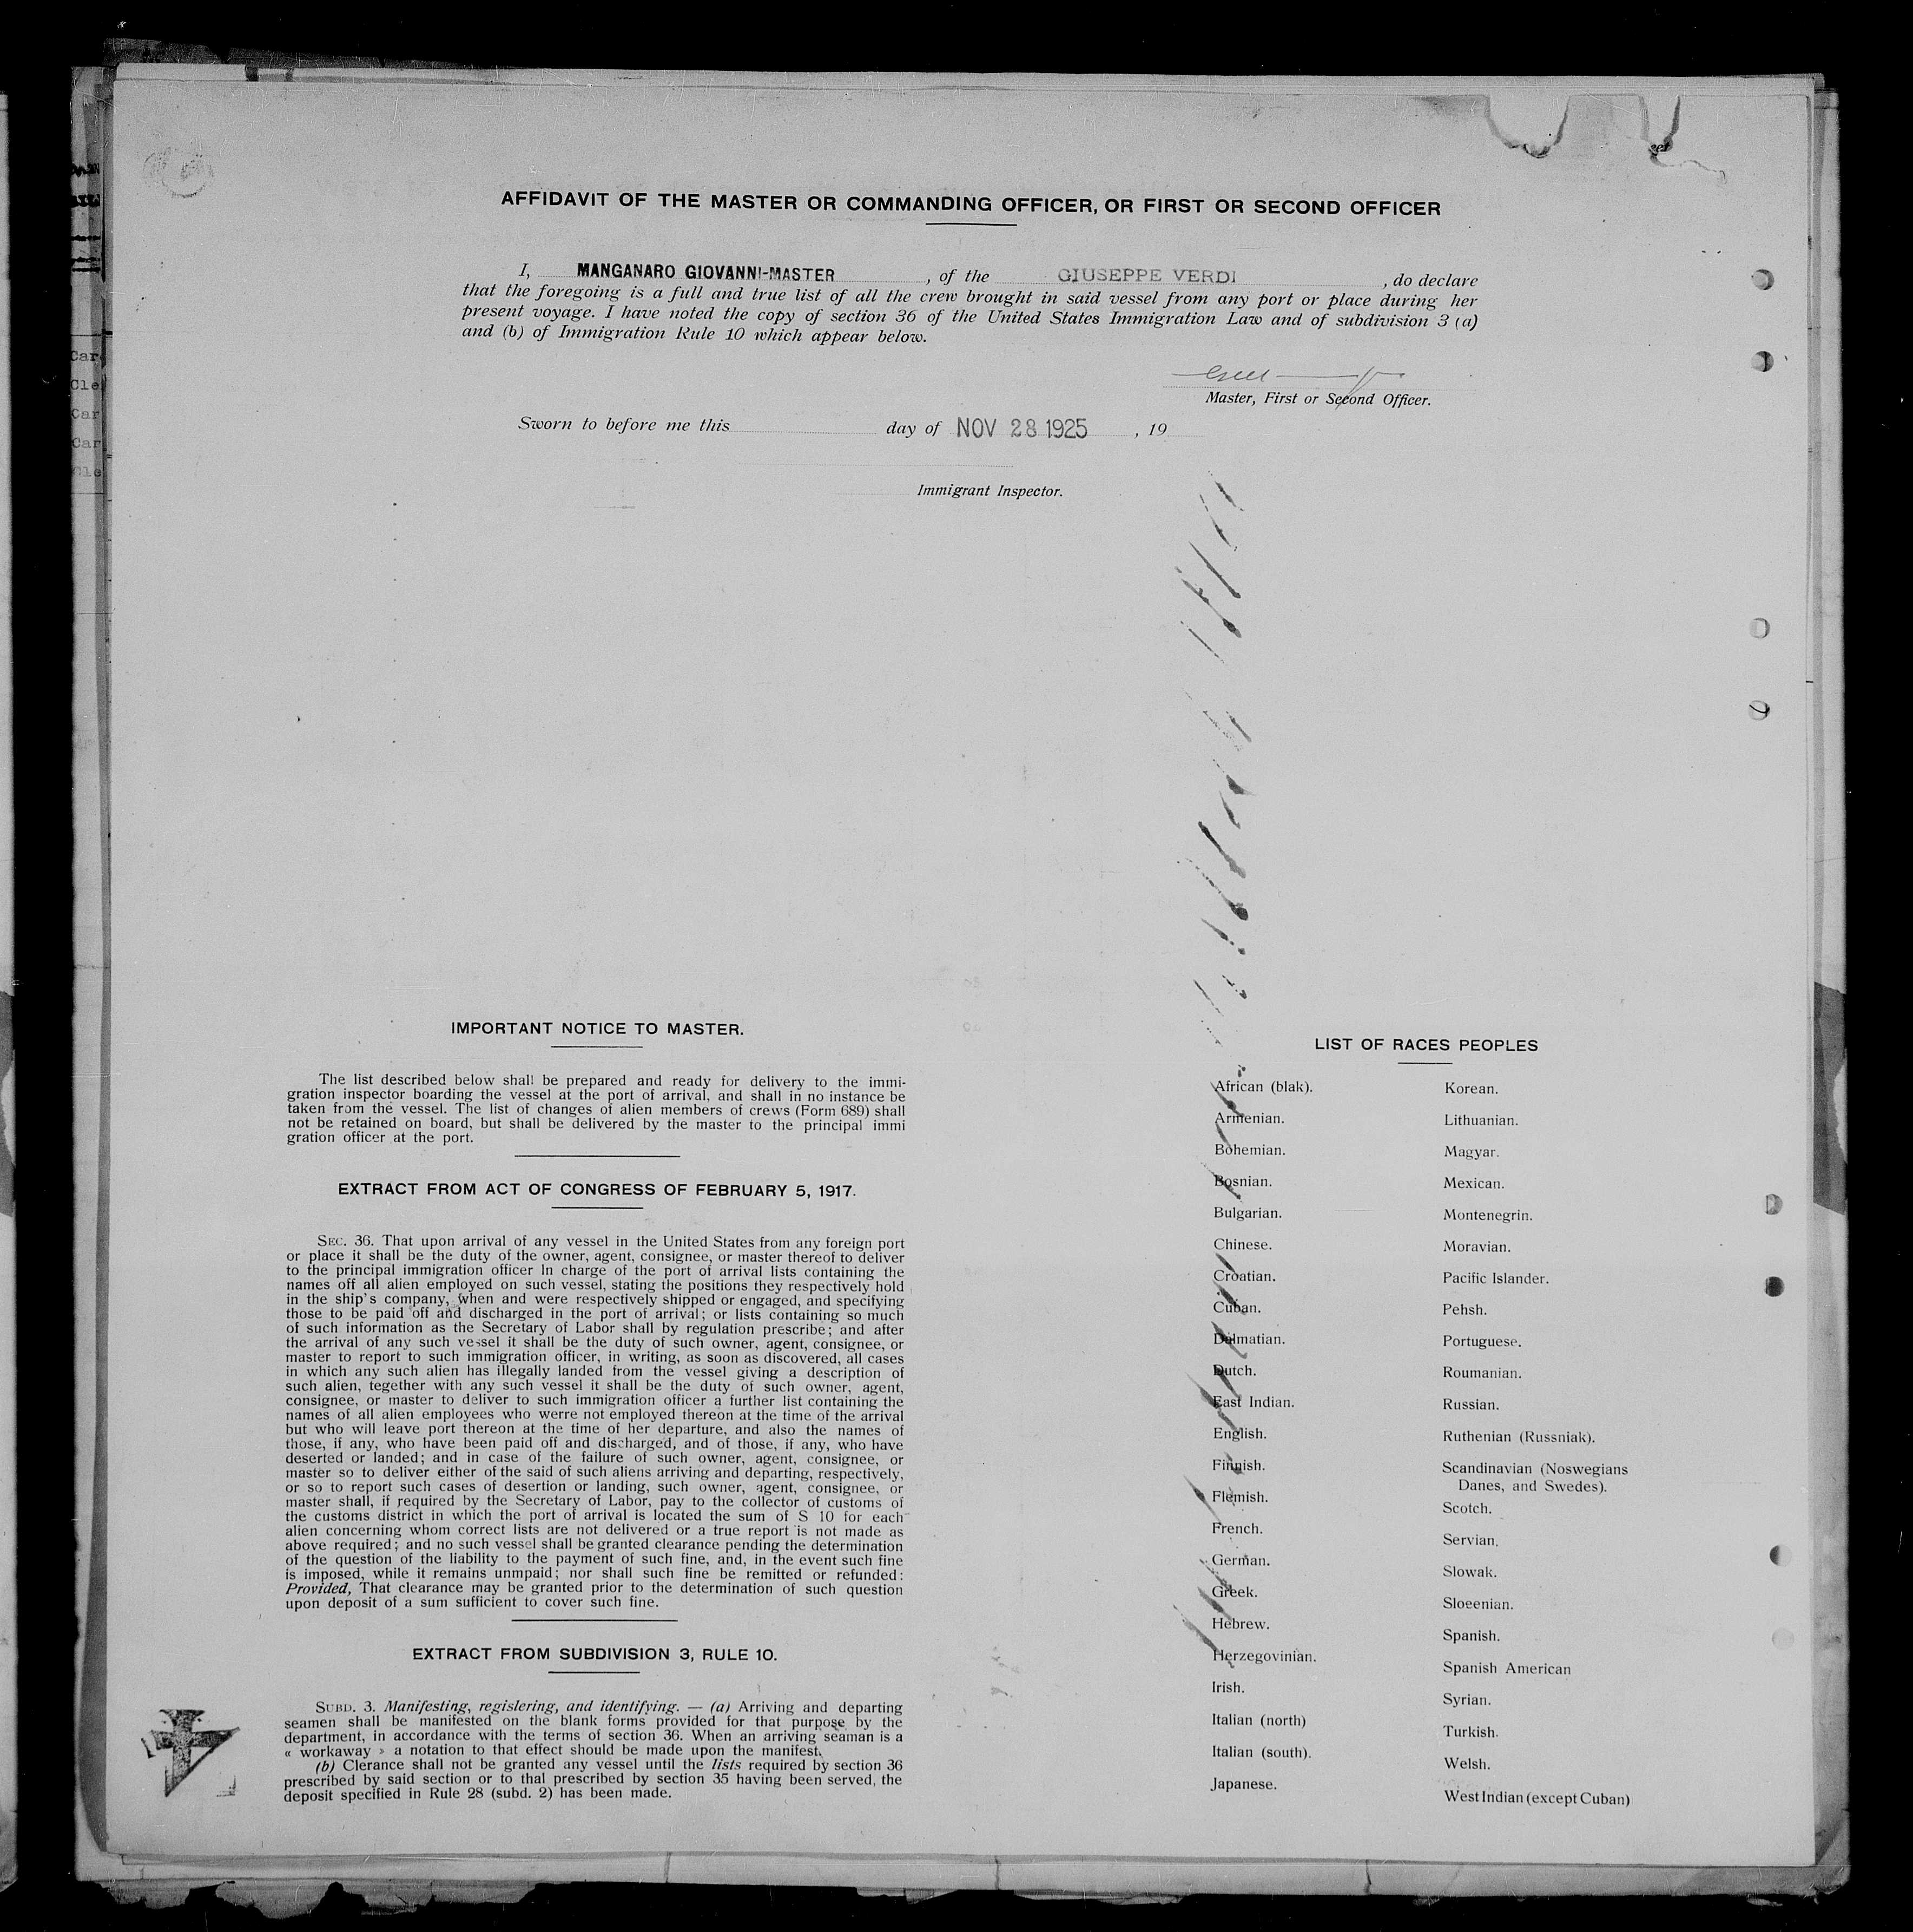 AFFIDAVIT OF THE MASTER OR COMMANDING OFFICER, OR FIRST OR SECOND OFFICER
I, MANGANARO GIOVANNI-MASTER, of the GIUSEPPE VERDI, do declare
that the foregoing is a full and true list of all the crew brought in said vessel from any port or place during her
present voyage. I have noted the copy of section 36 of the United States Immigration Law and of subdivision 3 (a)
and (b) of Immigration Rule 10 which appear below.
Master, First or Second Officer.
Sworn to before me this day of NOV 28 1925, 19
Immigrant Inspector.
Car
Cle
Car
Car
Cle
IMPORTANT NOTICE TO MASTER.
The list described below shall be prepared and ready for delivery to the immi-
gration inspector boarding the vessel at the port of arrival, and shall in no instance be
taken from the vessel. The list of changes of alien members of crews (Form 689) shall
not be retained on board, but shall be delivered by the master to the principal immi
gration officer at the port.
EXTRACT FROM ACT OF CONGRESS OF FEBRUARY 5, 1917.
SEC. 36. That upon arrival of any vessel in the United States from any foreign port
or place it shall be the duty of the owner, agent, consignee, or master thereof to deliver
to the principal immigration officer In charge of the port of arrival lists containing the
names off all alien employed on such vessel, stating the positions they respectively hold
in the ship's company, when and were respectively shipped or engaged, and specifying
those to be paid off and discharged in the port of arrival; or lists containing so much
of such information as the Secretary of Labor shall by regulation prescribe; and after
the arrival of any such vessel it shall be the duty of such owner, agent, consignee, or
master to report to such immigration officer, in writing, as soon as discovered, all cases
in which any such alien has illegally landed from the vessel giving a description of
such alien, tegether with any such vessel it shall be the duty of such owner, agent,
consignee, or master to deliver to such immigration officer a further list containing the
names of all alien employees who werre not employed thereon at the time of the arrival
but who will leave port thereon at the time of her departure, and also the names of
those, if any, who have been paid off and discharged, and of those, if any, who have
deserted or landed; and in case of the failure of such owner, agent, consignee, or
master so to deliver either of the said of such aliens arriving and departing, respectively,
or so to report such cases of desertion or landing, such owner, agent, consignee, or
master shall, if required by the Secretary of Labor, pay to the collector of customs of
the customs district in which the port of arrival is located the sum of S 10 for each
alien concerning whom correct lists are not delivered or a true report is not made as
above required; and no such vessel shall be granted clearance pending the determination
of the question of the liability to the payment of such fine, and, in the event such fine
is imposed, while it remains unmpaid; nor shall such fine be remitted or refunded:
Provided, That clearance may be granted prior to the determination of such question
upon deposit of a sum sufficient to cover such fine.
EXTRACT FROM SUBDIVISION 3, RULE 10.
SUBD. 3. Manifesting, regislering, and identifying. — (a) Arriving and departing
seamen shall be manifested on the blank forms provided for that purpose by the
department, in accordance with the terms of section 36. When an arriving seaman is a
« workaway » a notation to that effect should be made upon the manifest.
(b) Clerance shall not be granted any vessel until the lists required by section 36
prescribed by said section or to thal prescribed by section 35 having been served, the
deposit specified in Rule 28 (subd. 2) has been made.
LIST OF RACES PEOPLES
African (blak).
Armenian.
Bohemian.
Bosnian.
Bulgarian.
Chinese.
Croatian.
Cuban.
Dalmatian.
Dutch.
East Indian.
English.
Finnish.
Flemish.
French.
German.
Greek.
Hebrew.
Herzegovinian.
Irish.
Italian (north)
Italian (south).
Japanese.
Korean.
Lithuanian.
Magyar.
Mexican.
Montenegrin.
Moravian.
Pacific Islander.
Pehsh.
Portuguese.
Roumanian.
Russian.
Ruthenian (Russniak).
Scandinavian (Noswegians
Danes, and Swedes).
Scotch.
Servian.
Slowak.
Sloeenian.
Spanish.
Spanish American
Syrian.
Turkish.
Welsh.
West Indian (except Cuban)